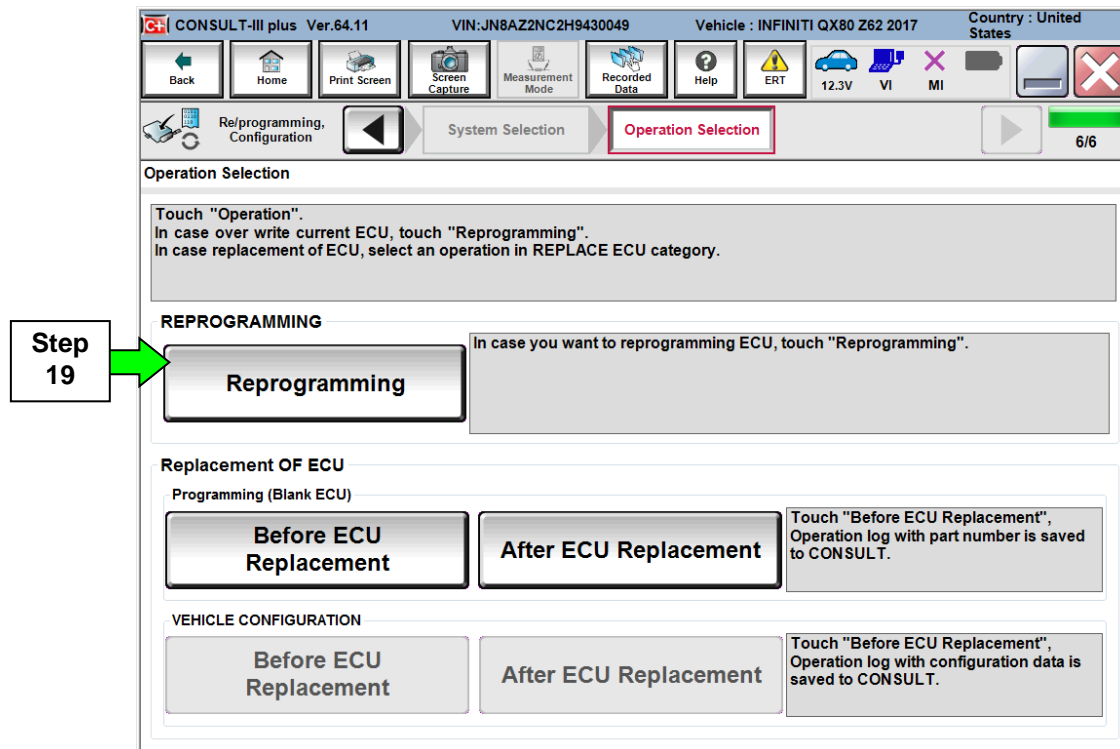 C+ CONSULT-III plus Ver.64.11 VIN:JN8AZ2NC2H9430049 Vehicle : INFINITI QX80 Z62 2017 Country : United
States
Back
Home
Print Screen
Screen
Capture
Measurement
Mode
Recorded
Data
Help
ERT
12.3V
VI
MI
Re/programming,
Configuration
System Selection
Operation Selection
6/6
Operation Selection
Touch "Operation".
In case over write current ECU, touch "Reprogramming".
In case replacement of ECU, select an operation in REPLACE ECU category.
Step
19
REPROGRAMMING
Reprogramming
In case you want to reprogramming ECU, touch "Reprogramming".
Replacement OF ECU
Programming (Blank ECU)
Before ECU
Replacement
After ECU Replacement
Touch "Before ECU Replacement",
Operation log with part number is saved
to CONSULT.
VEHICLE CONFIGURATION
Before ECU
Replacement
After ECU Replacement
Touch "Before ECU Replacement",
Operation log with configuration data is
saved to CONSULT.